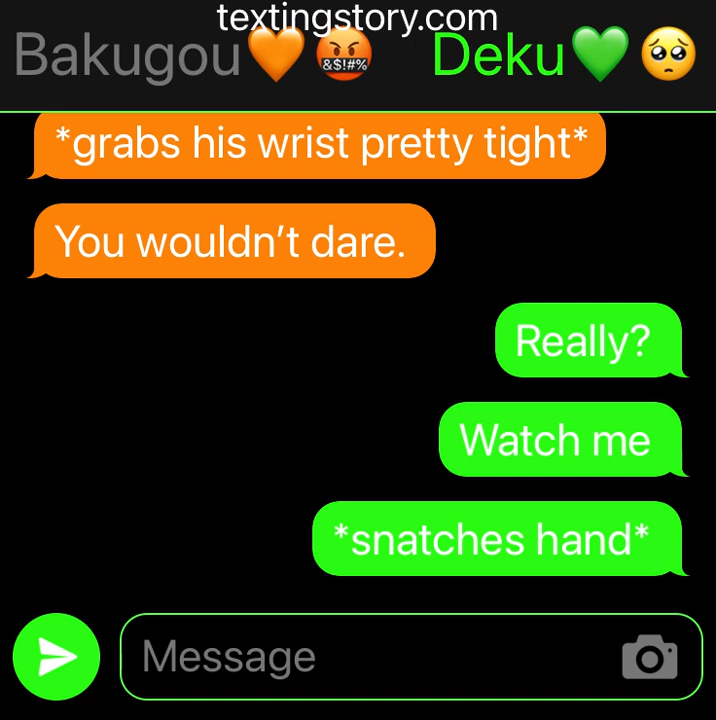 textingstory.com
Bakugou🧡🤬 Deku💚🥺
*grabs his wrist pretty tight*
You wouldn’t dare.
Really?
Watch me
*snatches hand*
Message